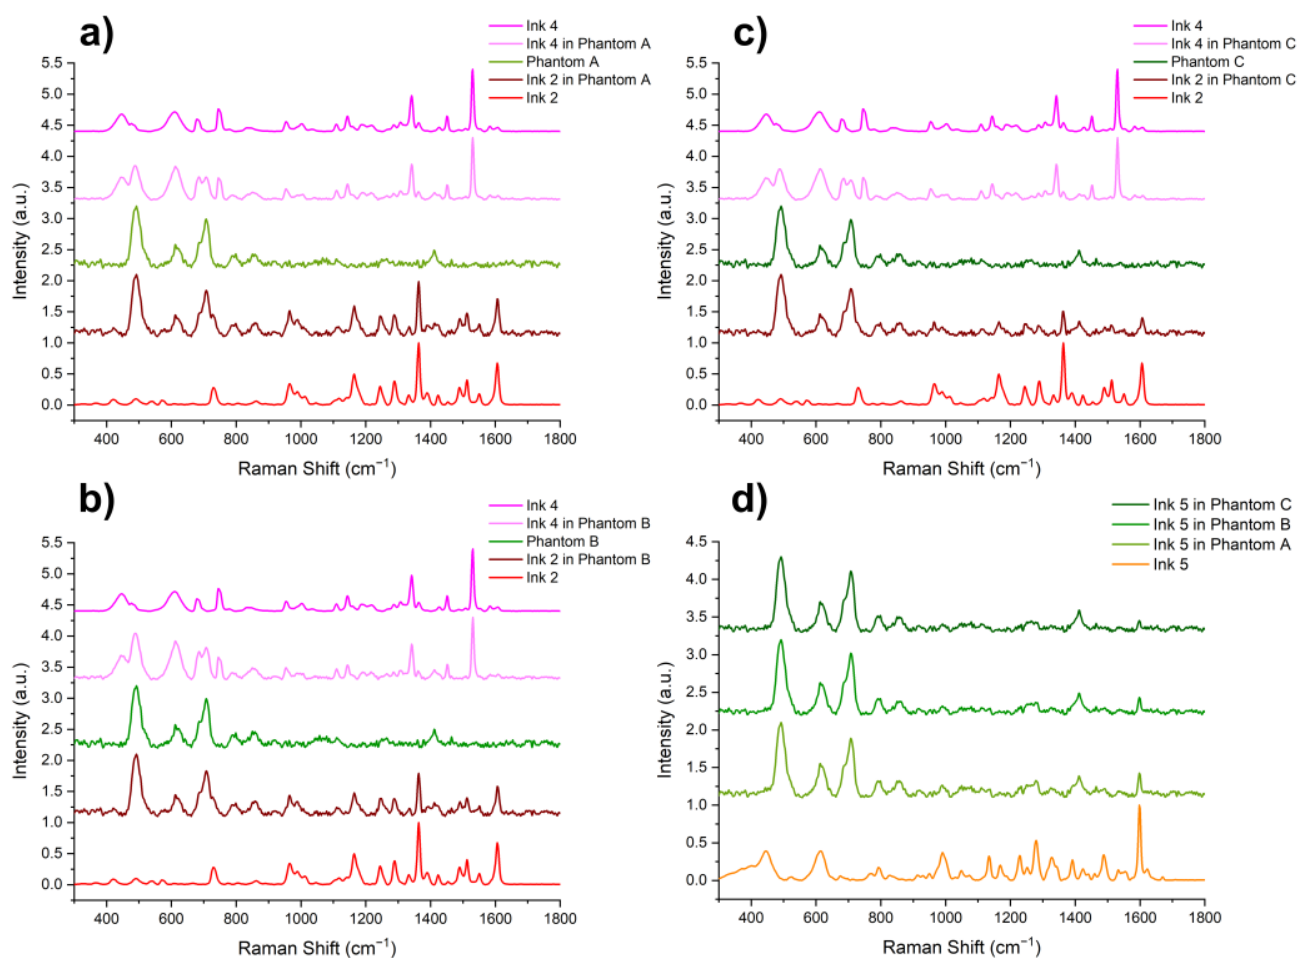 a)
Ink 4
Ink 4 in Phantom A
Phantom A
Ink 2 in Phantom A
Ink 2
5.5
5.0
4.5
4.0
3.5
3.0
2.5
2.0
1.5
1.0
0.5
0.0
Intensity (a.u.)
400 600 800 1000 1200 1400 1600 1800
Raman Shift (cm⁻¹)
c)
Ink 4
Ink 4 in Phantom C
Phantom C
Ink 2 in Phantom C
Ink 2
5.5
5.0
4.5
4.0
3.5
3.0
2.5
2.0
1.5
1.0
0.5
0.0
Intensity (a.u.)
400 600 800 1000 1200 1400 1600 1800
Raman Shift (cm⁻¹)
b)
Ink 4
Ink 4 in Phantom B
Phantom B
Ink 2 in Phantom B
Ink 2
5.5
5.0
4.5
4.0
3.5
3.0
2.5
2.0
1.5
1.0
0.5
0.0
Intensity (a.u.)
400 600 800 1000 1200 1400 1600 1800
Raman Shift (cm⁻¹)
d)
Ink 5 in Phantom C
Ink 5 in Phantom B
Ink 5 in Phantom A
Ink 5
4.5
4.0
3.5
3.0
2.5
2.0
1.5
1.0
0.5
0.0
Intensity (a.u.)
400 600 800 1000 1200 1400 1600 1800
Raman Shift (cm⁻¹)